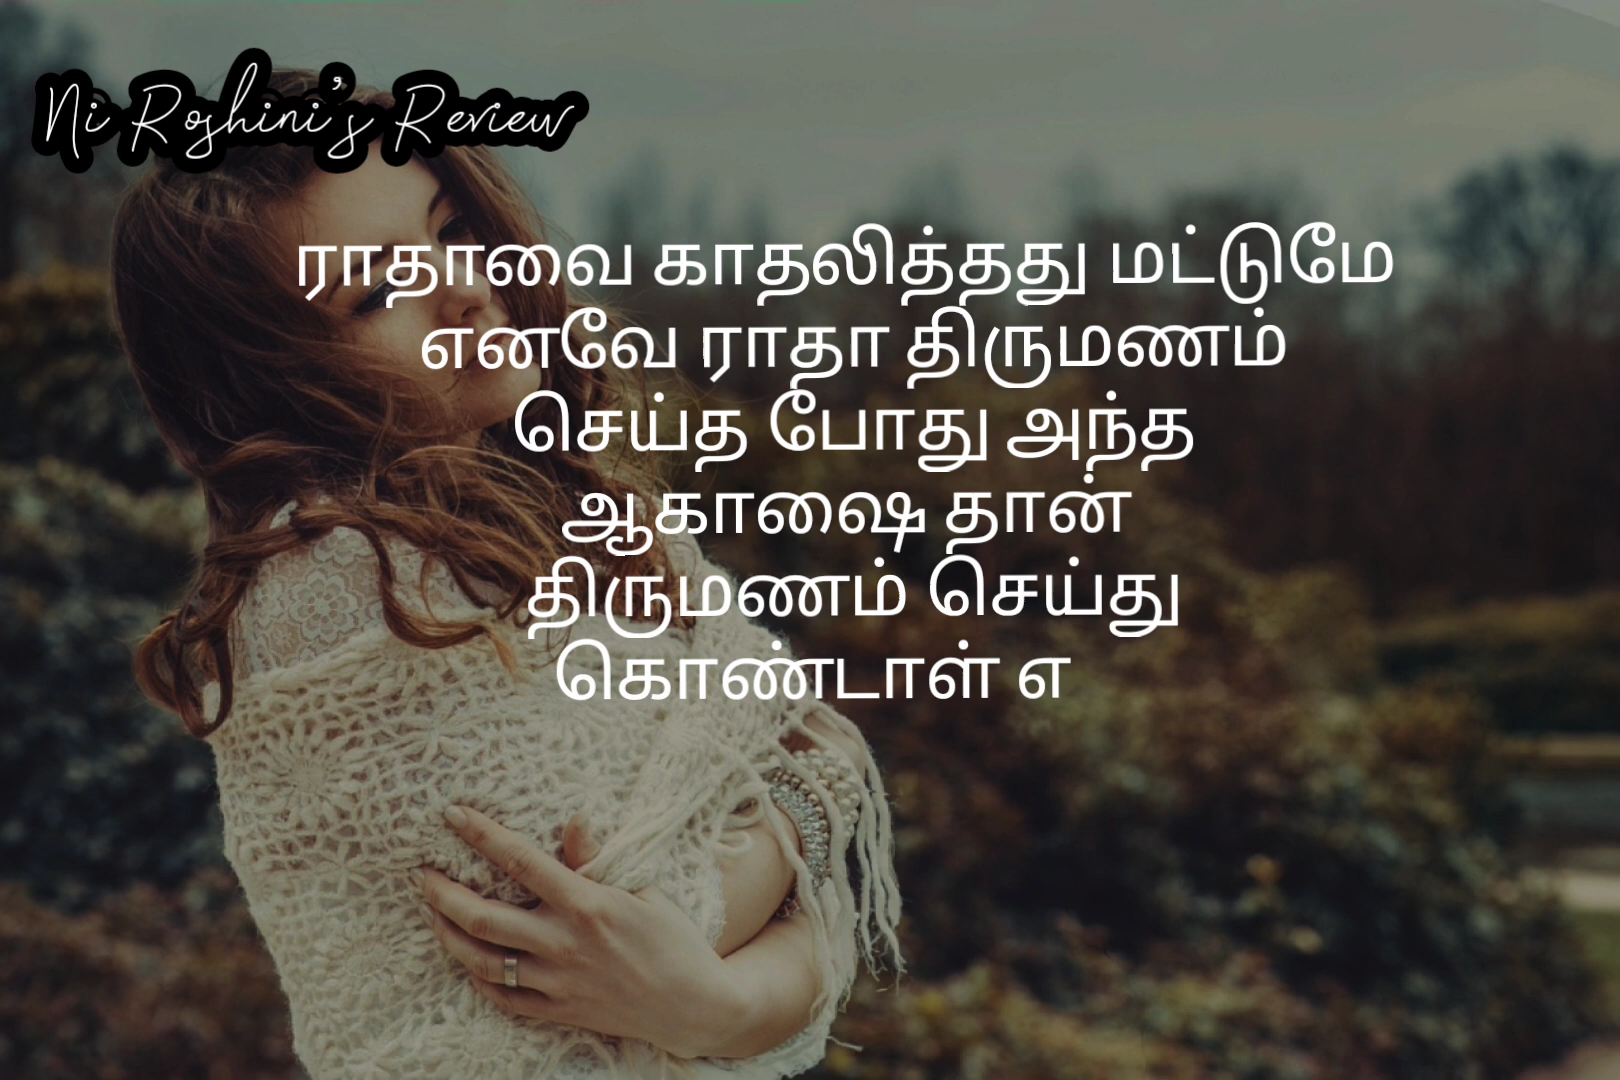 Ni Roshini's Review
ராதாவை காதலித்தது மட்டுமே
எனவே ராதா திருமணம்
செய்த போது அந்த
ஆகாஷை தான்
திருமணம் செய்து
கொண்டாள் எ